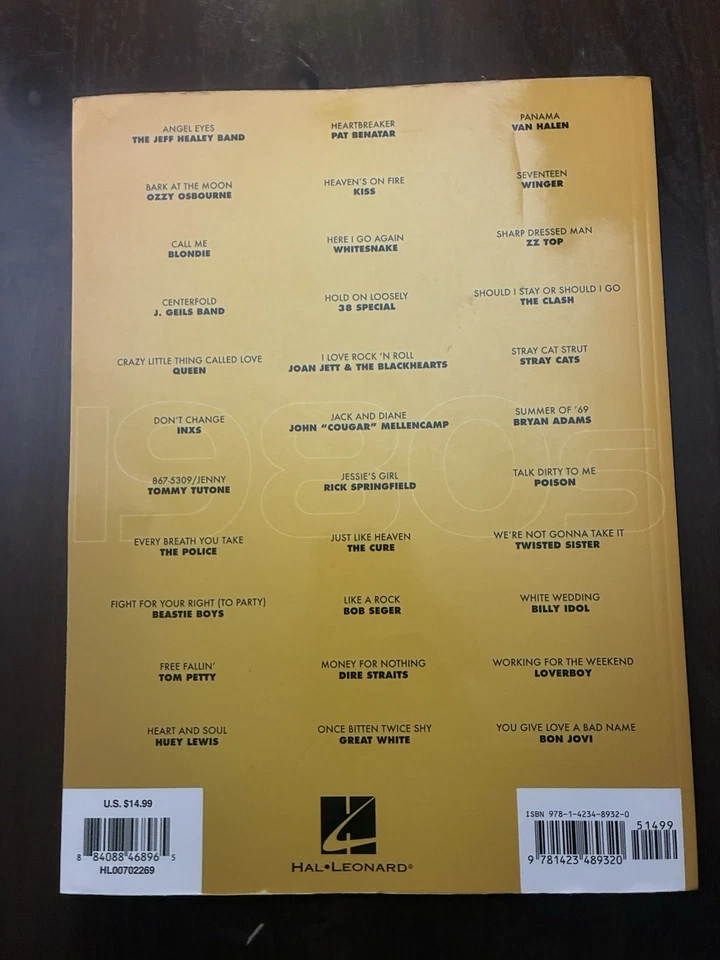 ANGEL EYES
THE JEFF HEALEY BAND
BARK AT THE MOON
OZZY OSBOURNE
CALL ME
BLONDIE
CENTERFOLD
J. GEILS BAND
CRAZY LITTLE THING CALLED LOVE
QUEEN
DON'T CHANGE
INXS
867-5309/JENNY
TOMMY TUTONE
EVERY BREATH YOU TAKE
THE POLICE
FIGHT FOR YOUR RIGHT (TO PARTY)
BEASTIE BOYS
FREE FALLIN'
TOM PETTY
HEART AND SOUL
HUEY LEWIS
HEARTBREAKER
PAT BENATAR
HEAVEN'S ON FIRE
KISS
HERE I GO AGAIN
WHITESNAKE
HOLD ON LOOSELY
38 SPECIAL
I LOVE ROCK 'N ROLL
JOAN JETT & THE BLACKHEARTS
JACK AND DIANE
JOHN "COUGAR" MELLENCAMP
JESSIE'S GIRL
RICK SPRINGFIELD
JUST LIKE HEAVEN
THE CURE
LIKE A ROCK
BOB SEGER
MONEY FOR NOTHING
DIRE STRAITS
ONCE BITTEN TWICE SHY
GREAT WHITE
PANAMA
VAN HALEN
SEVENTEEN
WINGER
SHARP DRESSED MAN
ZZ TOP
SHOULD I STAY OR SHOULD I GO
THE CLASH
STRAY CAT STRUT
STRAY CATS
SUMMER OF '69
BRYAN ADAMS
TALK DIRTY TO ME
POISON
WE'RE NOT GONNA TAKE IT
TWISTED SISTER
WHITE WEDDING
BILLY IDOL
WORKING FOR THE WEEKEND
LOVERBOY
YOU GIVE LOVE A BAD NAME
BON JOVI
1980s
U.S. $14.99
8 84088 46896 5
HL00702269
HAL•LEONARD®
ISBN 978-1-4234-8932-0
51499
9 781423 489320